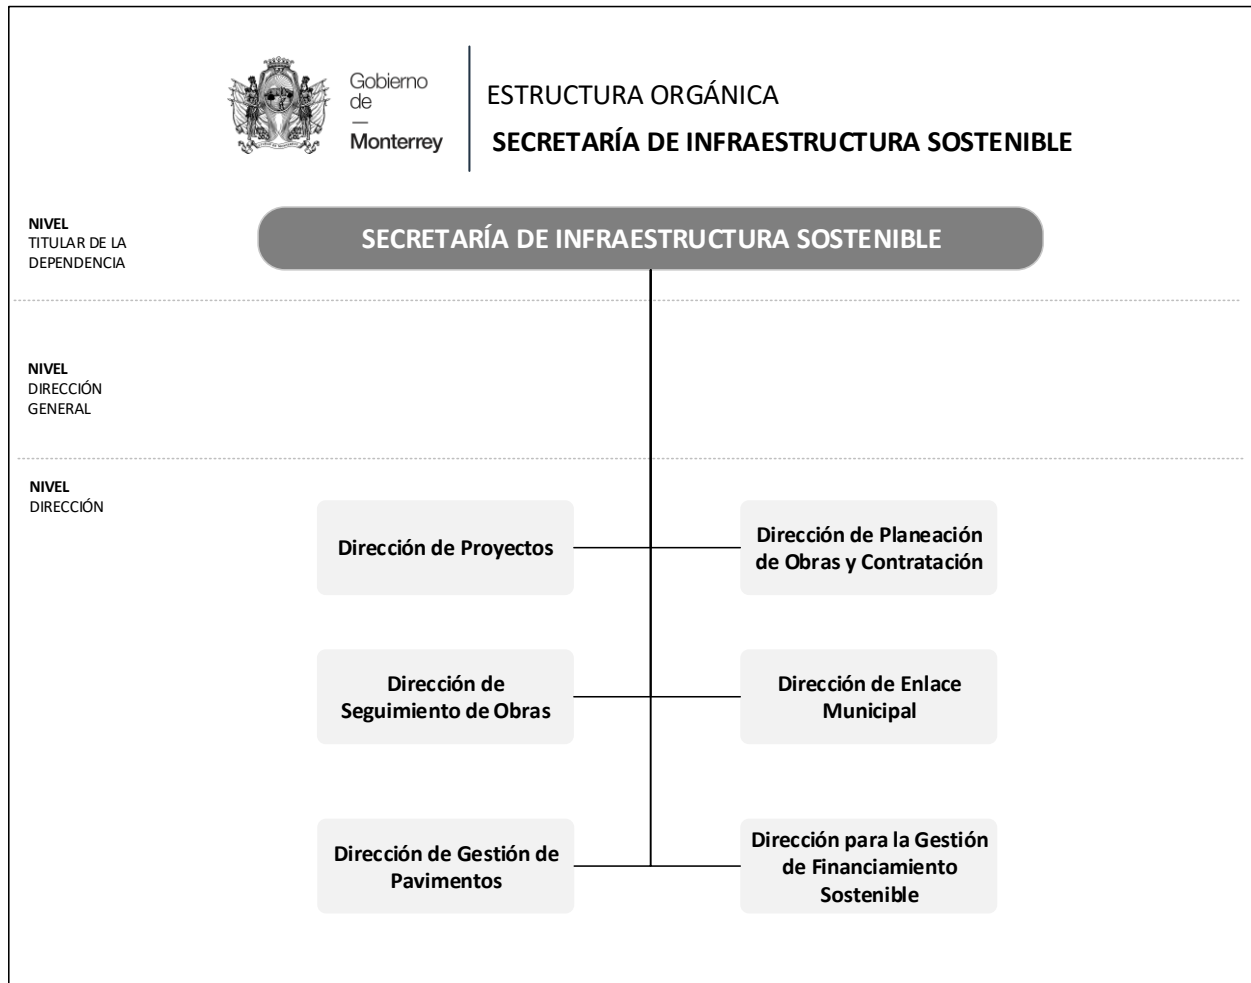 Gobierno
de
—
Monterrey
ESTRUCTURA ORGÁNICA
SECRETARÍA DE INFRAESTRUCTURA SOSTENIBLE
NIVEL
TITULAR DE LA
DEPENDENCIA
SECRETARÍA DE INFRAESTRUCTURA SOSTENIBLE
NIVEL
DIRECCIÓN
GENERAL
NIVEL
DIRECCIÓN
Dirección de Proyectos
Dirección de Planeación
de Obras y Contratación
Dirección de
Seguimiento de Obras
Dirección de Enlace
Municipal
Dirección de Gestión de
Pavimentos
Dirección para la Gestión
de Financiamiento
Sostenible